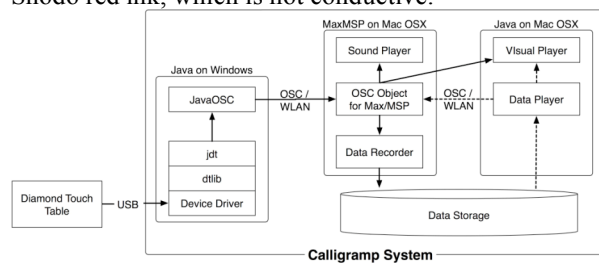 Shodo red ink, which is not conductive.
MaxMSP on Mac OSX
Java on Mac OSX
Sound Player
VIsual Player
Java on Windows
JavaOSC
OSC /
WLAN
OSC Object
for Max/MSP
OSC /
WLAN
Data Player
jdt
Data Recorder
dtlib
Diamond Touch
Table
USB
Device Driver
Data Storage
Calligramp System